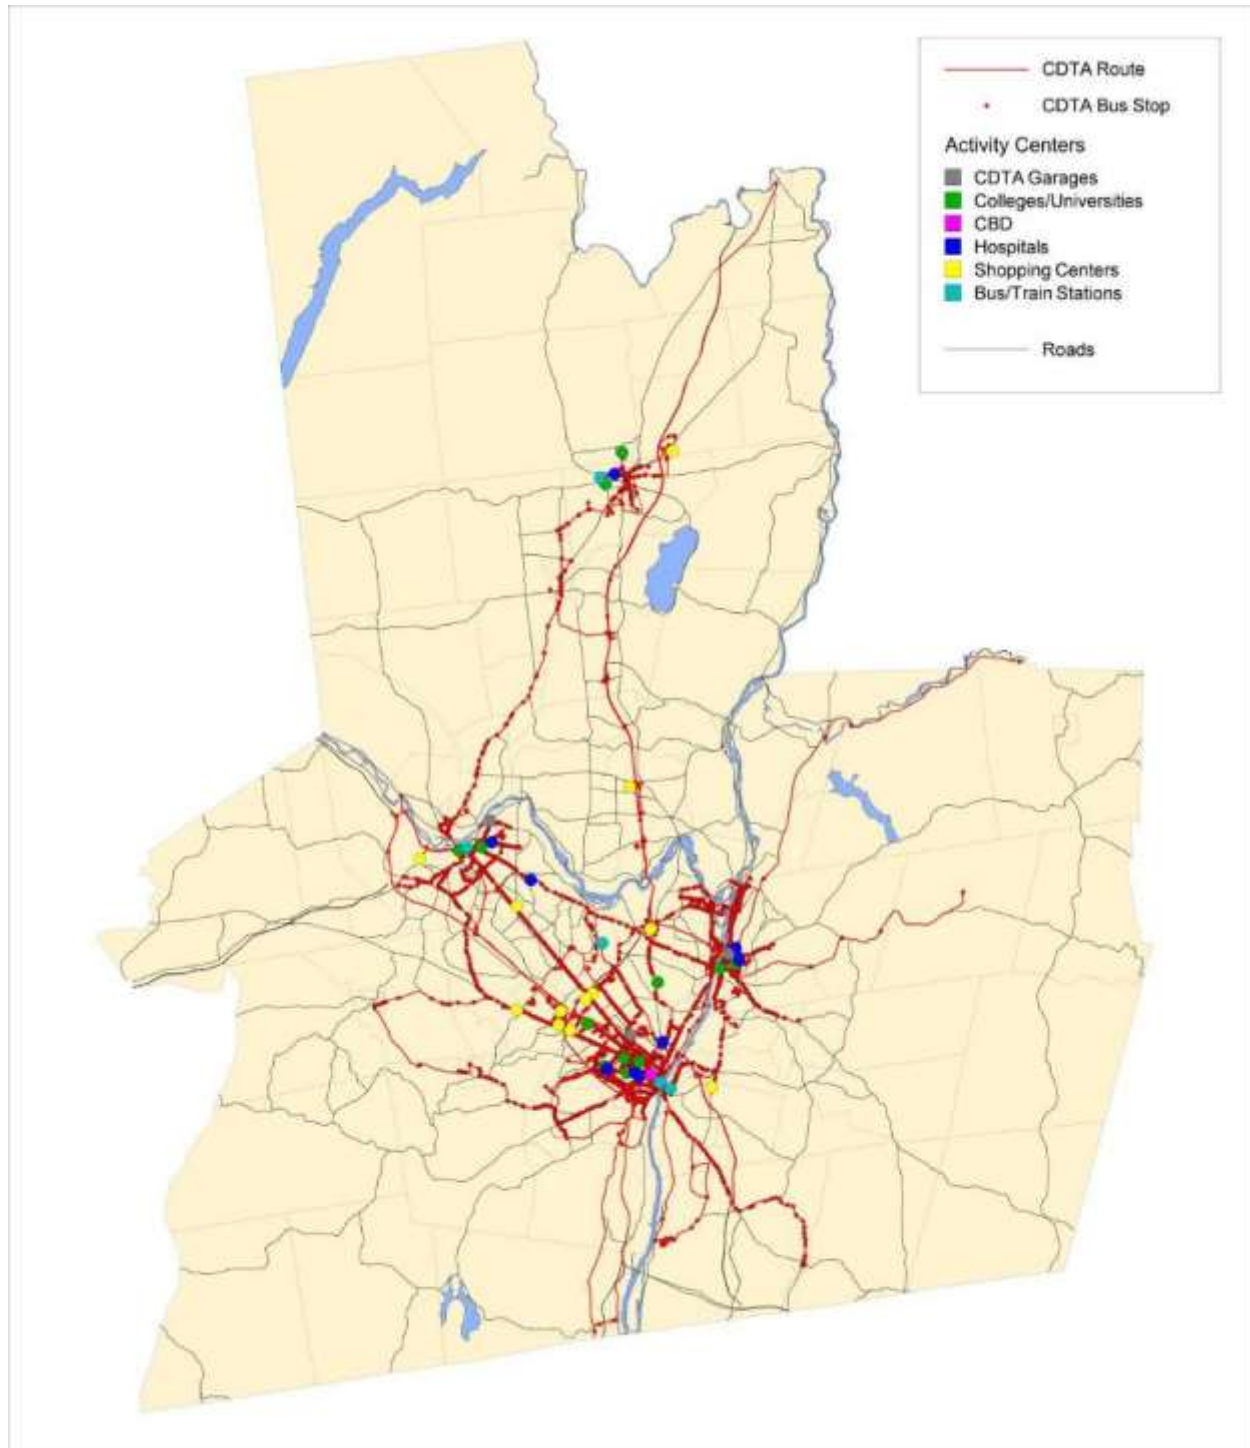 CDTA Route
CDTA Bus Stop
Activity Centers
CDTA Garages
Colleges/Universities
CBD
Hospitals
Shopping Centers
Bus/Train Stations
Roads